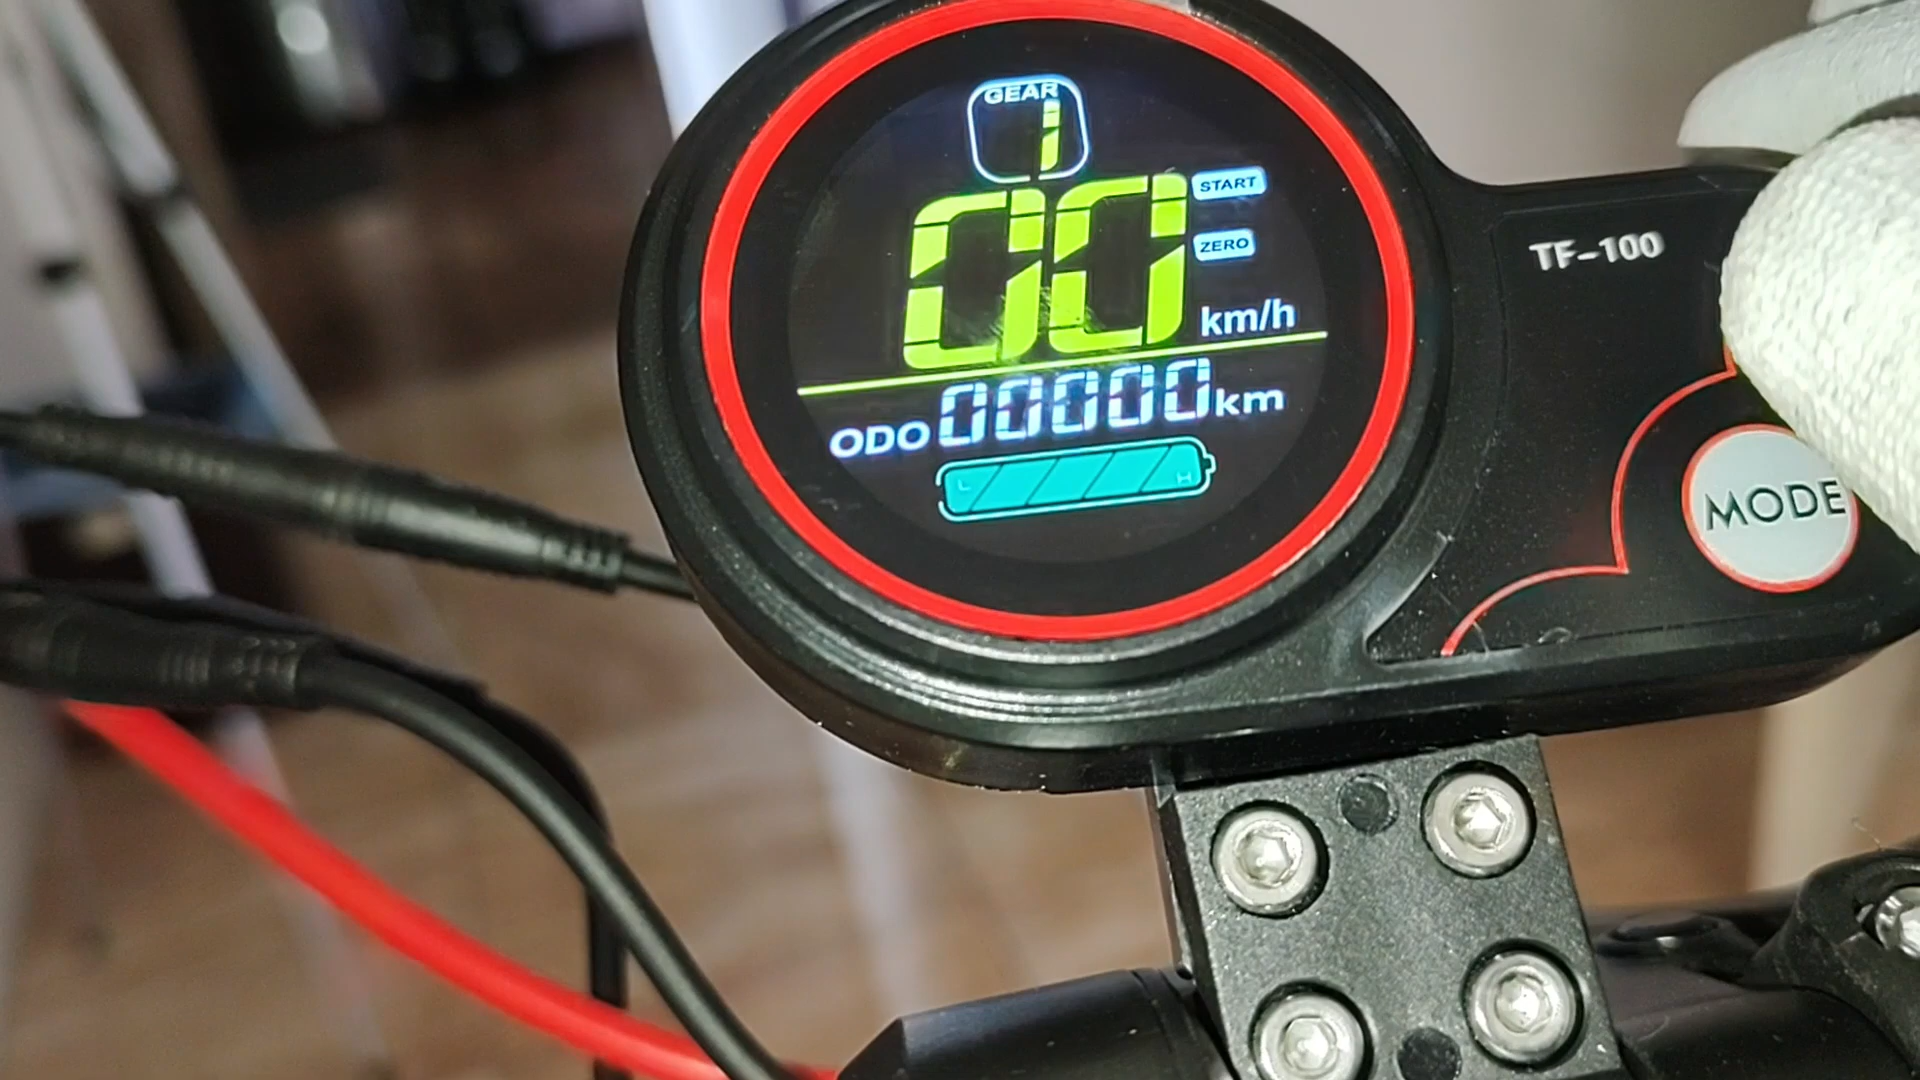 GEAR
1
00 km/h
START
ZERO
ODO 00000 km
L H
TF-100
MODE